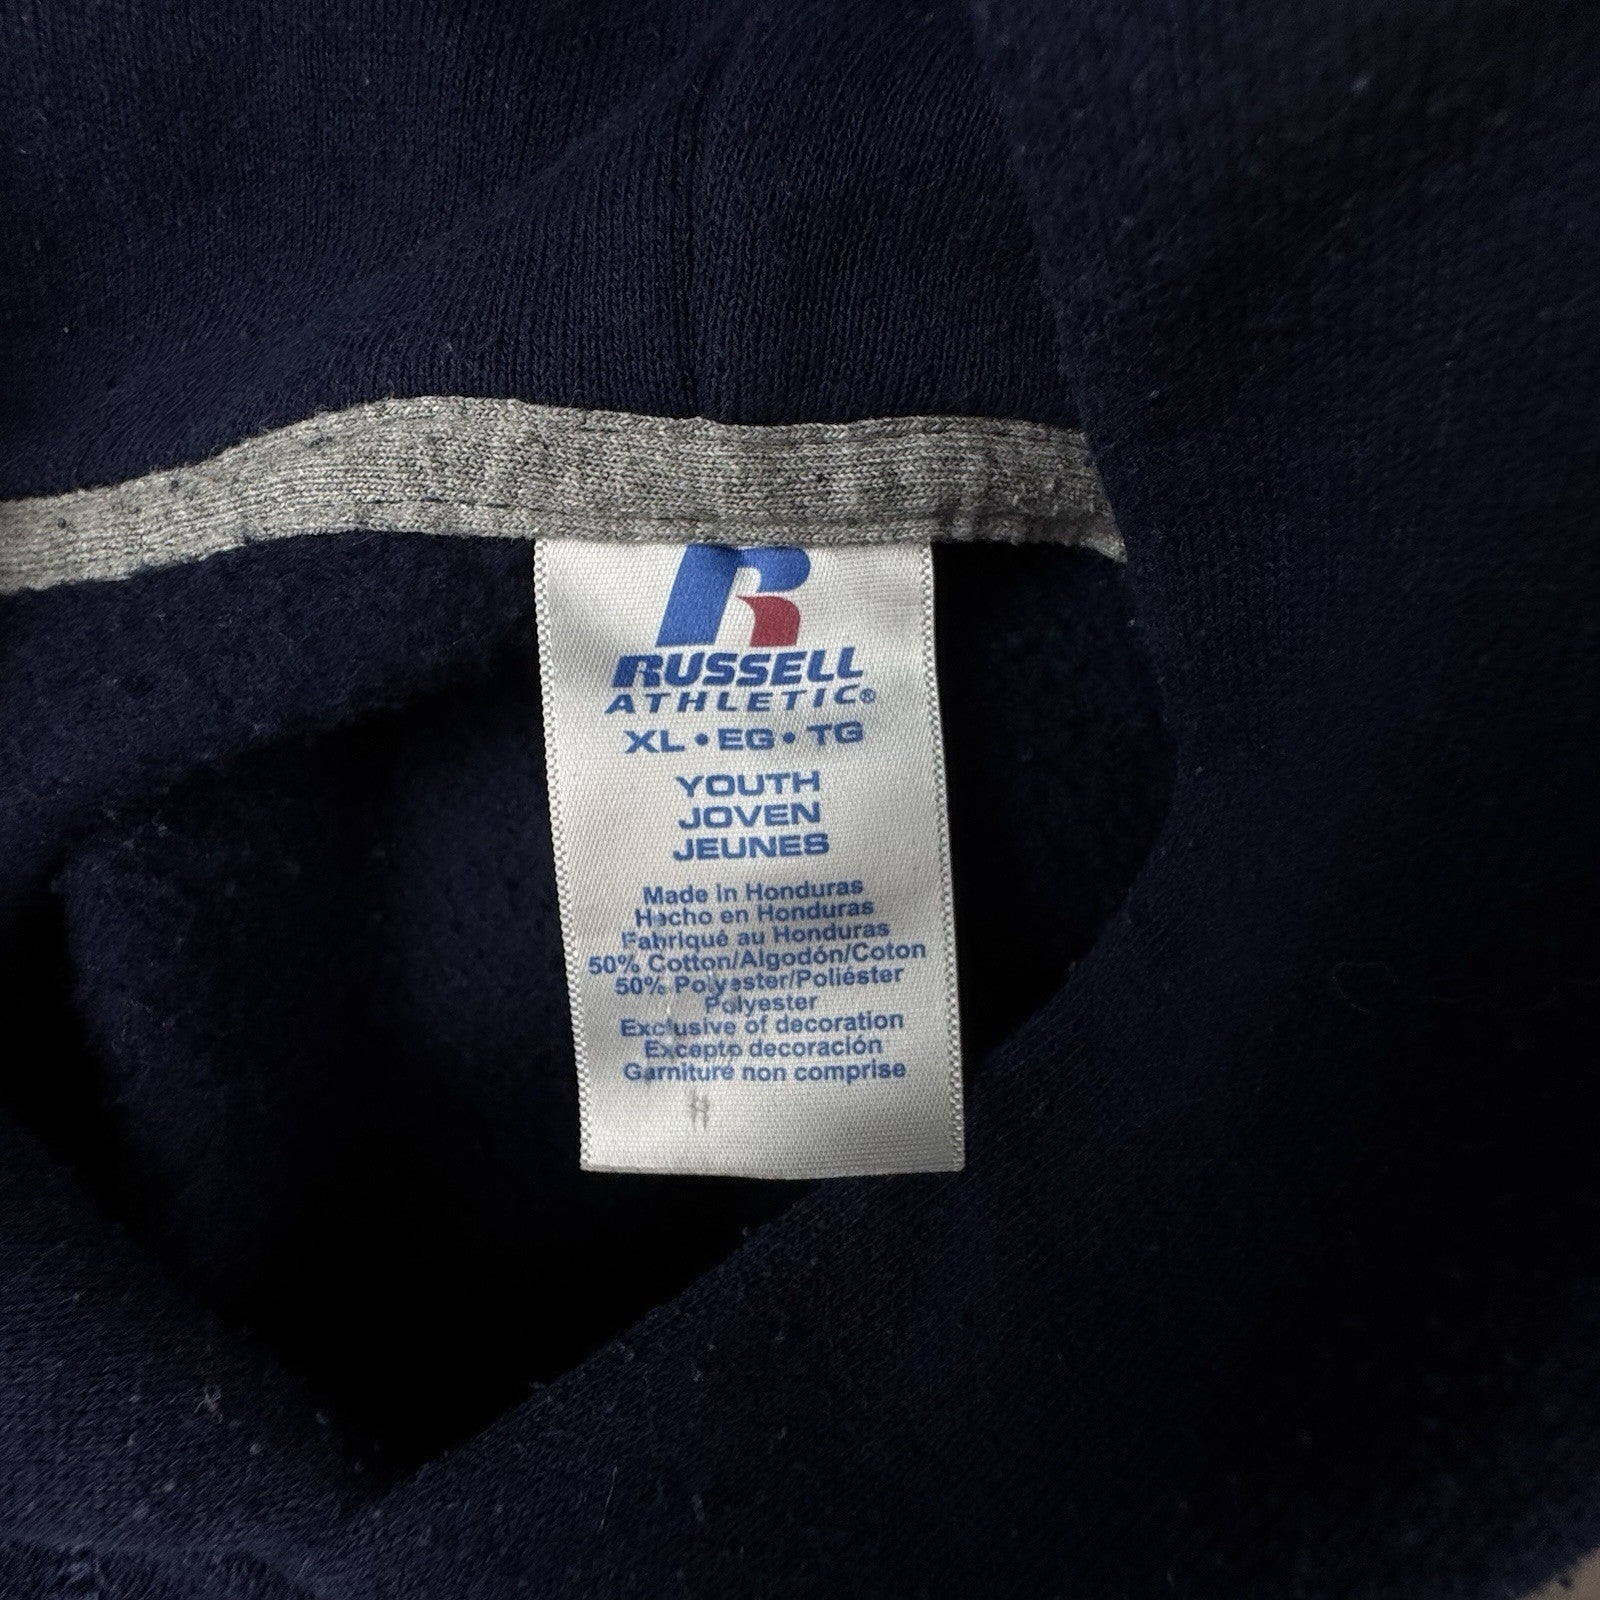 R
RUSSELL
ATHLETIC®
XL • EG • TG
YOUTH
JOVEN
JEUNES
Made in Honduras
Hecho en Honduras
Fabriqué au Honduras
50% Cotton/Algodón/Coton
50% Polyester/Poliéster
Polyester
Exclusive of decoration
Excepto decoración
Garniture non comprise